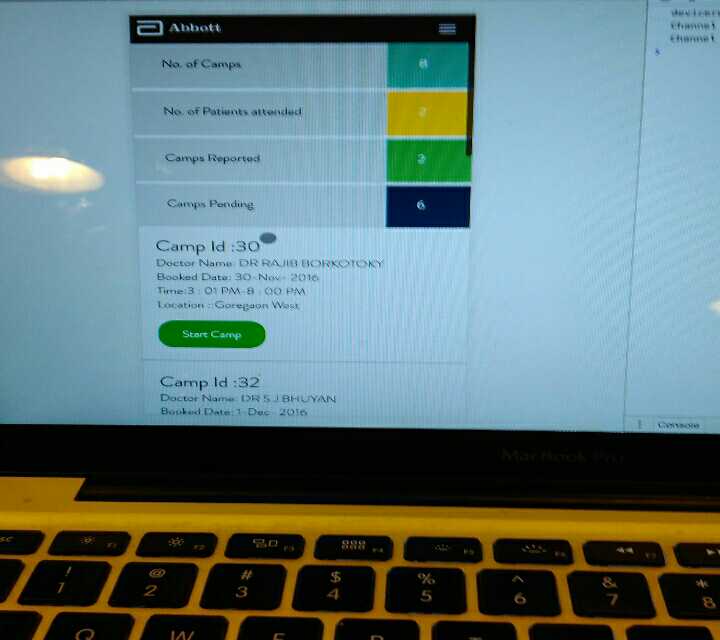 Abbott
No. of Camps 8
No. of Patients attended 2
Camps Reported 2
Camps Pending 6
Camp Id :30
Doctor Name: DR RAJIB BORKOTOKY
Booked Date: 30-Nov- 2016
Time:3 : 01 PM-8 : 00 PM
Location : Goregaon West,
Start Camp
Camp Id :32
Doctor Name: DR S J BHUYAN
Booked Date: 1-Dec- 2016
Channel
Channel
Console
MacBook Pro
F1 F2 F3 F4 F5 F6 F7
! @ # $ % ^ & *
1 2 3 4 5 6 7 8
Q W